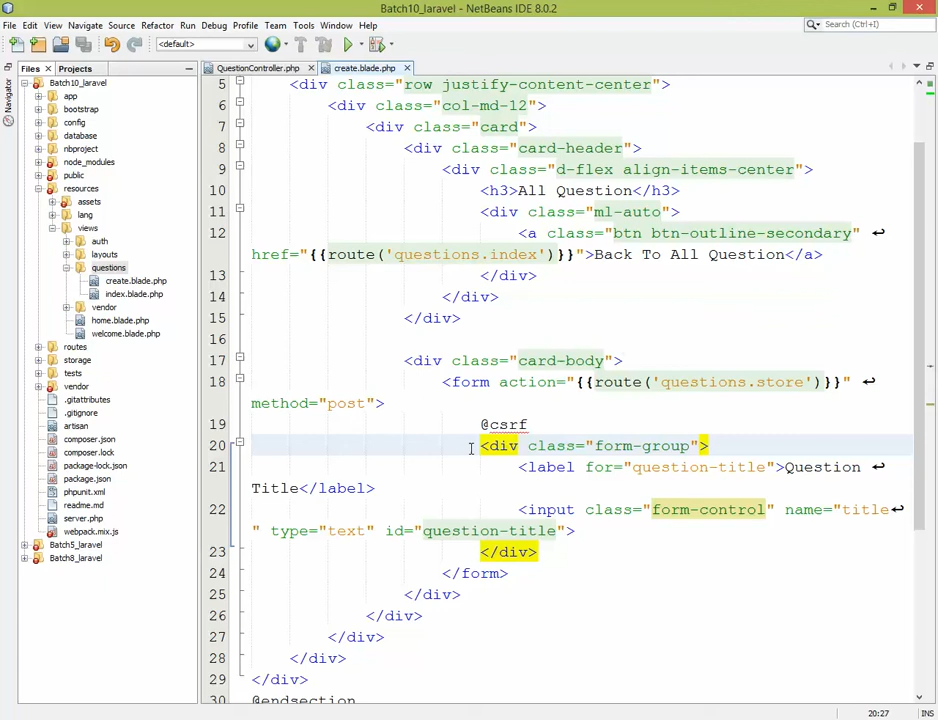 Batch10_laravel - NetBeans IDE 8.0.2
File Edit View Navigate Source Refactor Run Debug Profile Team Tools Window Help
Search (Ctrl+I)
<default>
Files Projects
QuestionController.php create.blade.php
Navigator
Batch10_laravel
app
bootstrap
config
database
nbproject
node_modules
public
resources
assets
lang
views
auth
layouts
questions
create.blade.php
index.blade.php
vendor
home.blade.php
welcome.blade.php
routes
storage
tests
vendor
.gitattributes
.gitignore
artisan
composer.json
composer.lock
package-lock.json
package.json
phpunit.xml
readme.md
server.php
webpack.mix.js
Batch5_laravel
Batch8_laravel
5 <div class="row justify-content-center">
6 <div class="col-md-12">
7 <div class="card">
8 <div class="card-header">
9 <div class="d-flex align-items-center">
10 <h3>All Question</h3>
11 <div class="ml-auto">
12 <a class="btn btn-outline-secondary"
href="{{route('questions.index')}}">Back To All Question</a>
13 </div>
14 </div>
15 </div>
16
17 <div class="card-body">
18 <form action="{{route('questions.store')}}"
method="post">
19 @csrf
20 <div class="form-group">
21 <label for="question-title">Question
Title</label>
22 <input class="form-control" name="title
" type="text" id="question-title">
23 </div>
24 </form>
25 </div>
26 </div>
27 </div>
28 </div>
29 </div>
30 @endsection
20:27 INS